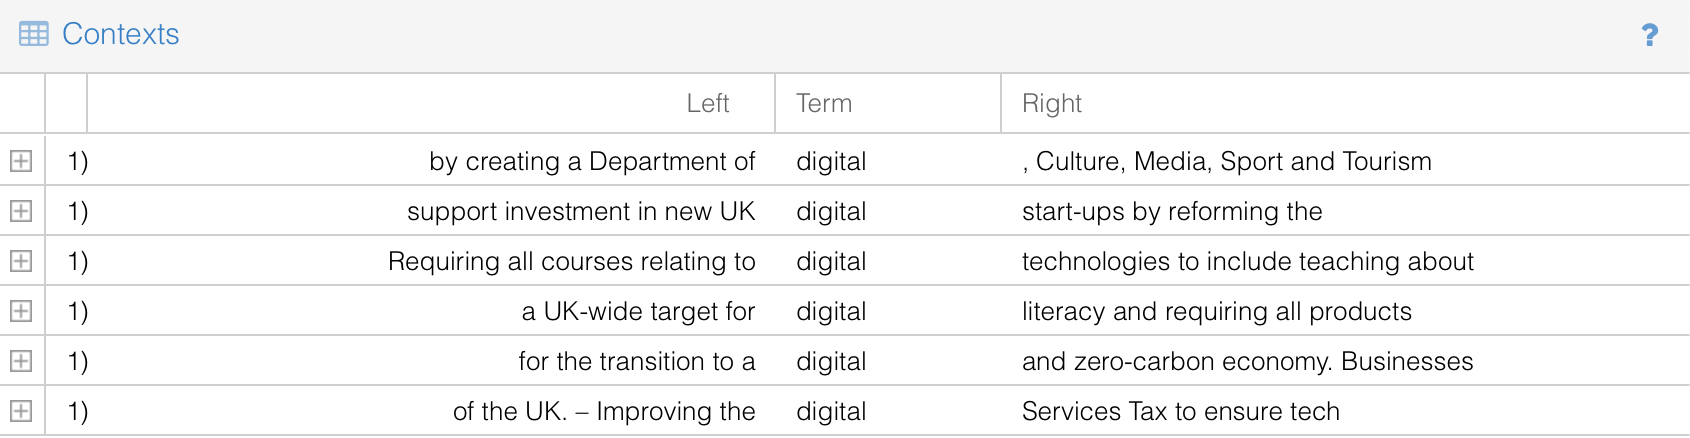 Contexts ?
Left Term Right
1) by creating a Department of digital , Culture, Media, Sport and Tourism
1) support investment in new UK digital start-ups by reforming the
1) Requiring all courses relating to digital technologies to include teaching about
1) a UK-wide target for digital literacy and requiring all products
1) for the transition to a digital and zero-carbon economy. Businesses
1) of the UK. – Improving the digital Services Tax to ensure tech